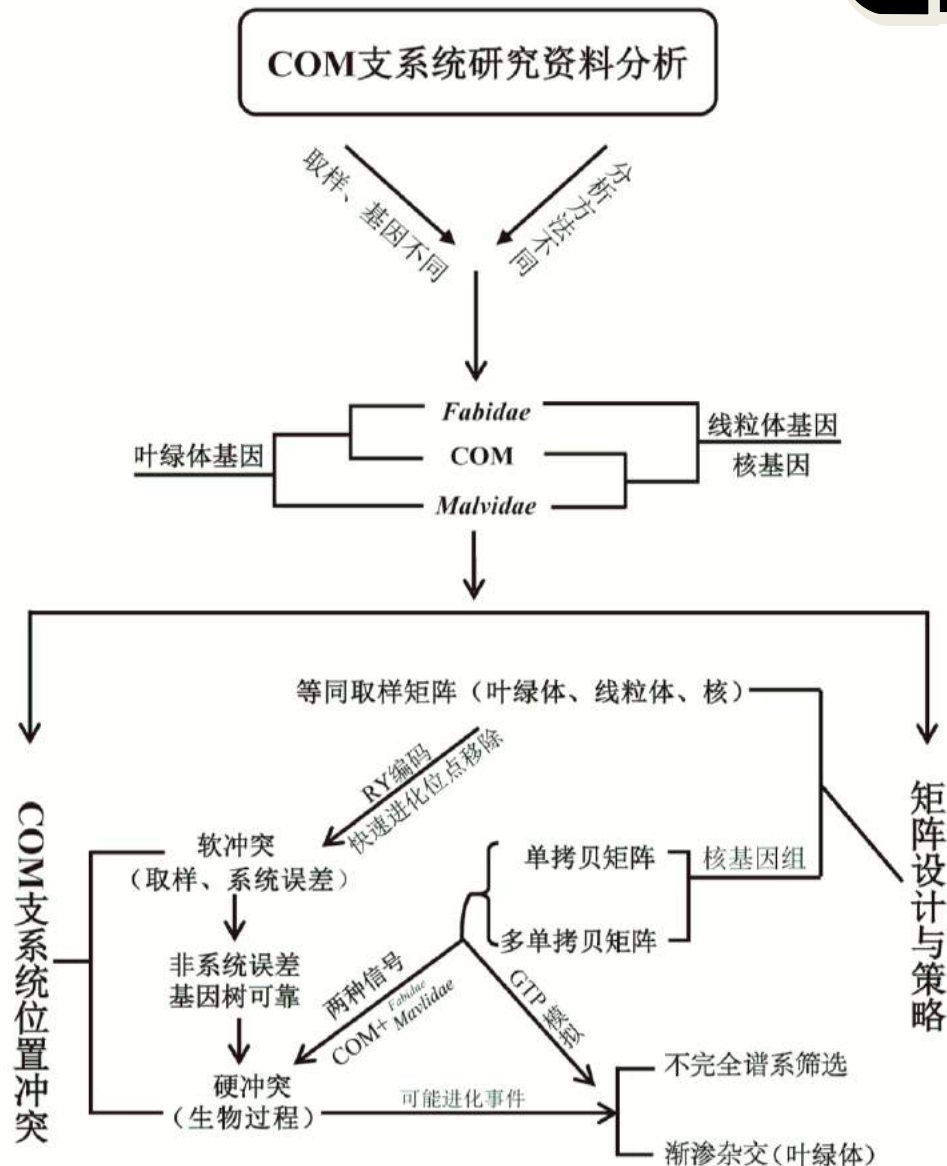 COM支系统研究资料分析
取样、基因不同
分析方法不同
Fabidae
叶绿体基因
COM
线粒体基因
核基因
Malvidae
等同取样矩阵（叶绿体、线粒体、核）
RY编码
快速进化位点移除
COM支系统位置冲突
矩阵设计与策略
软冲突
（取样、系统误差）
单拷贝矩阵
核基因组
多单拷贝矩阵
非系统误差
基因树可靠
两种信号
COM+ Fabidae
Mavlidae
GTP模拟
硬冲突
（生物过程）
可能进化事件
不完全谱系筛选
渐渗杂交（叶绿体）